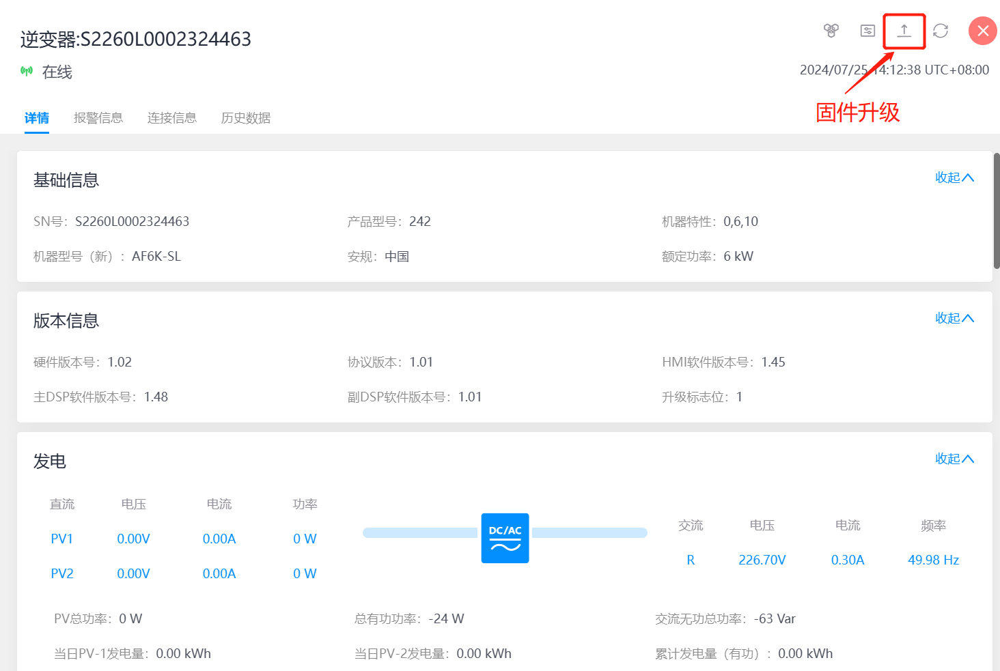 逆变器:S2260L0002324463
在线
2024/07/25 14:12:38 UTC+08:00
固件升级
详情 报警信息 连接信息 历史数据
基础信息 收起
SN号: S2260L0002324463 产品型号: 242 机器特性: 0,6,10
机器型号（新）: AF6K-SL 安规: 中国 额定功率: 6 kW
版本信息 收起
硬件版本号: 1.02 协议版本: 1.01 HMI软件版本号: 1.45
主DSP软件版本号: 1.48 副DSP软件版本号: 1.01 升级标志位: 1
发电 收起
直流 电压 电流 功率
PV1 0.00V 0.00A 0 W
PV2 0.00V 0.00A 0 W
DC/AC
交流 电压 电流 频率
R 226.70V 0.30A 49.98 Hz
PV总功率: 0 W 总有功功率: -24 W 交流无功总功率: -63 Var
当日PV-1发电量: 0.00 kWh 当日PV-2发电量: 0.00 kWh 累计发电量（有功）: 0.00 kWh